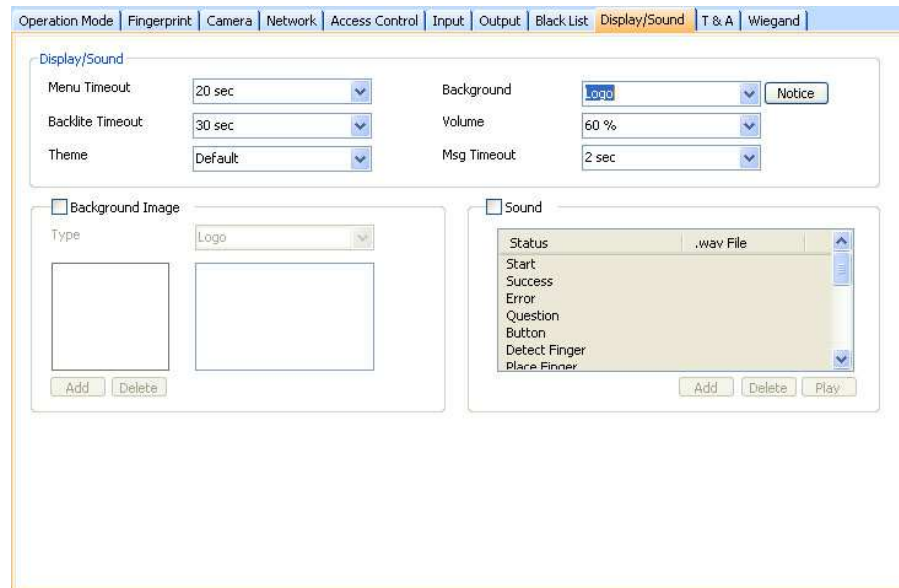 Operation Mode Fingerprint Camera Network Access Control Input Output Black List Display/Sound T & A Wiegand
Display/Sound
Menu Timeout 20 sec Background Logo Notice
Backlite Timeout 30 sec Volume 60 %
Theme Default Msg Timeout 2 sec
Background Image Sound
Type Logo
Status .wav File
Start
Success
Error
Question
Button
Detect Finger
Place Finger
Add Delete Add Delete Play